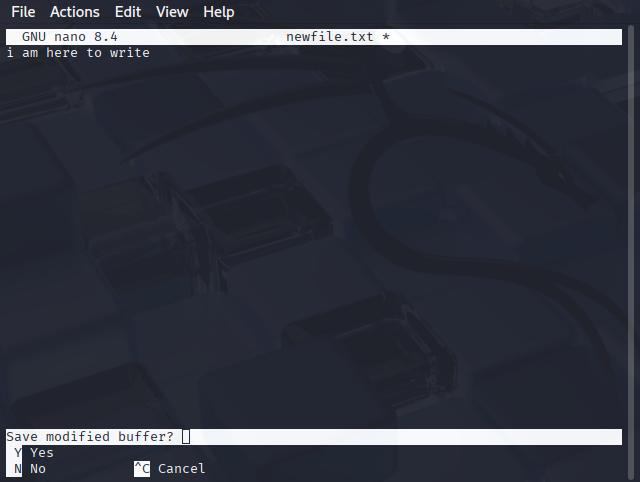 File Actions Edit View Help
GNU nano 8.4 newfile.txt *
i am here to write
Save modified buffer?
Y Yes
N No ^C Cancel